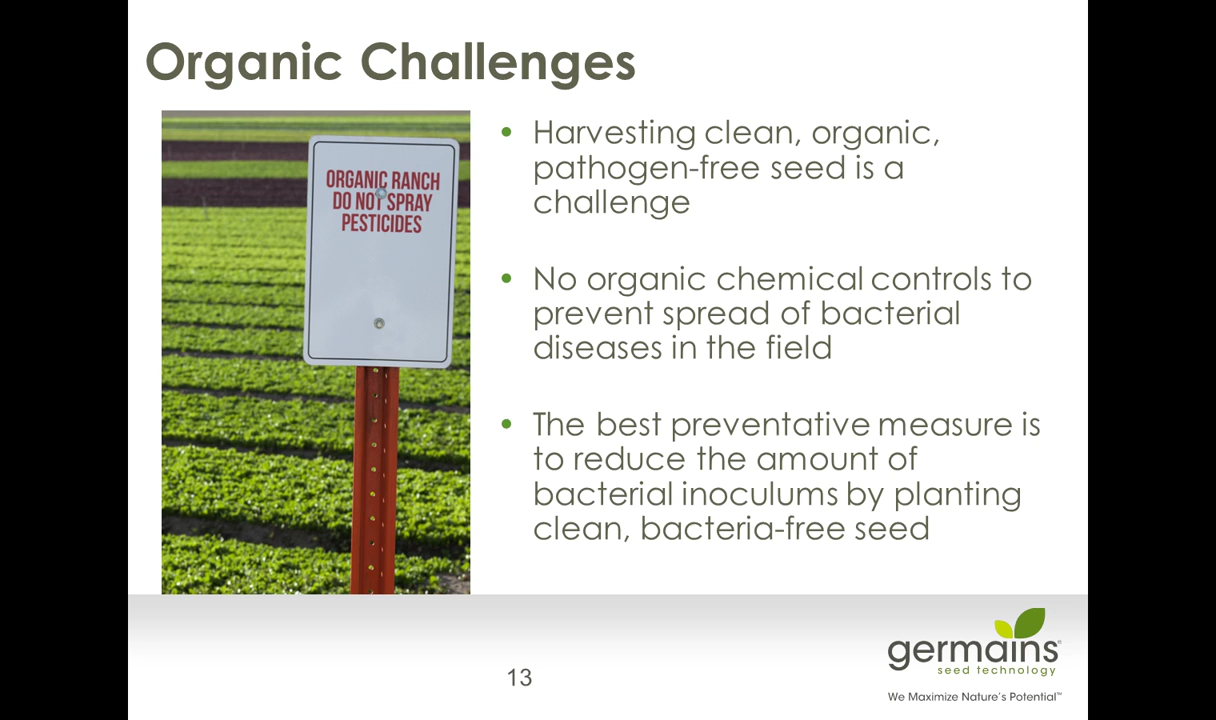 Organic Challenges
ORGANIC RANCH
DO NOT SPRAY
PESTICIDES
• Harvesting clean, organic,
pathogen-free seed is a
challenge
• No organic chemical controls to
prevent spread of bacterial
diseases in the field
• The best preventative measure is
to reduce the amount of
bacterial inoculums by planting
clean, bacteria-free seed
13
germains®
seed technology
We Maximize Nature's Potential™